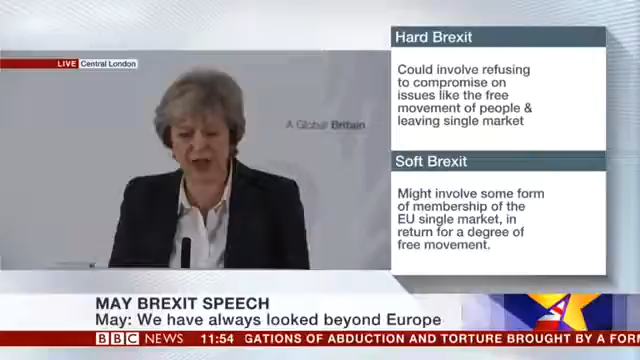 Hard Brexit
LIVE Central London
Could involve refusing
to compromise on
issues like the free
movement of people &
leaving single market
A Global Britain
Soft Brexit
Might involve some form
of membership of the
EU single market, in
return for a degree of
free movement.
MAY BREXIT SPEECH
May: We have always looked beyond Europe
BBC NEWS 11:54 GATIONS OF ABDUCTION AND TORTURE BROUGHT BY A FOR